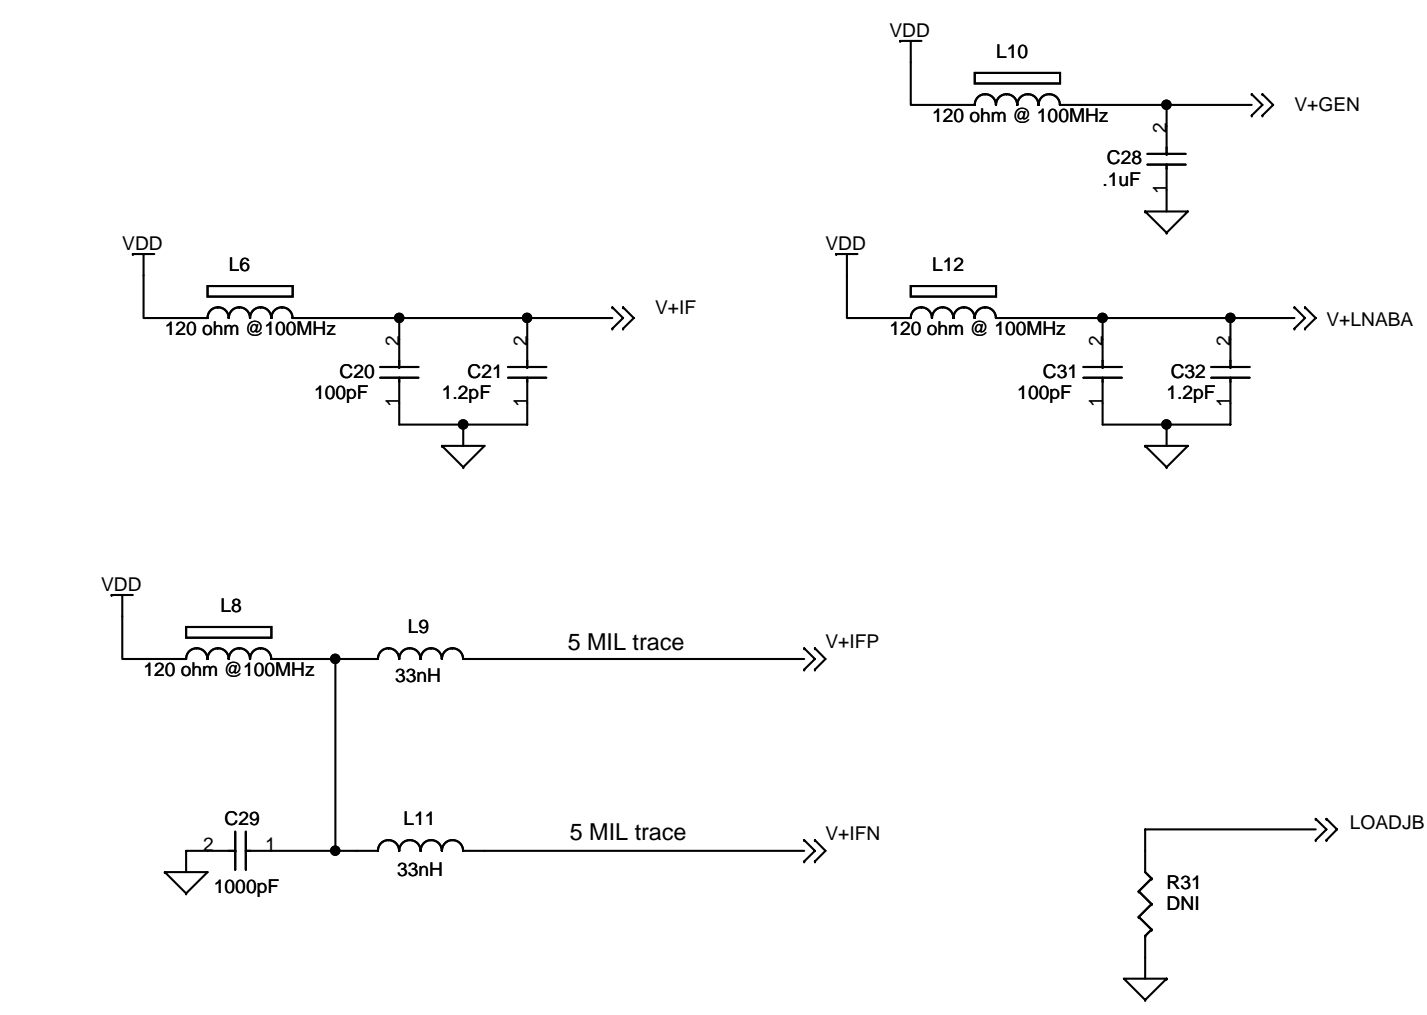 VDD
L10
120 ohm @ 100MHz
V+GEN
2
C28
.1uF
1
VDD
L6
120 ohm @100MHz
V+IF
2
2
C20
100pF
C21
1.2pF
1
1
VDD
L12
120 ohm @ 100MHz
V+LNABA
2
2
C31
100pF
C32
1.2pF
1
1
VDD
L8
120 ohm @100MHz
L9
33nH
5 MIL trace
V+IFP
C29
2
1
1000pF
L11
33nH
5 MIL trace
V+IFN
LOADJB
R31
DNI